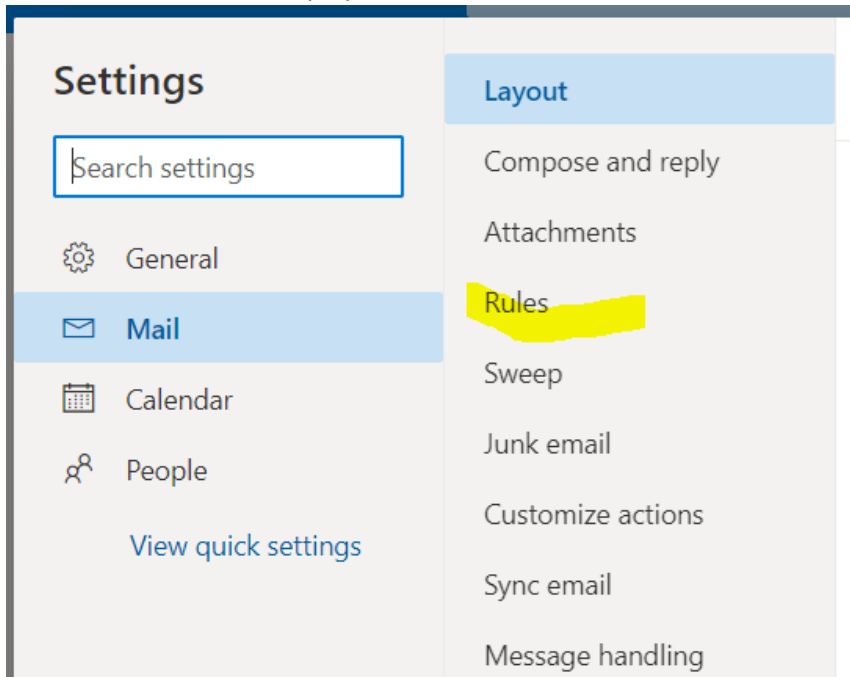 Settings
Search settings
General
Mail
Calendar
People
View quick settings
Layout
Compose and reply
Attachments
Rules
Sweep
Junk email
Customize actions
Sync email
Message handling